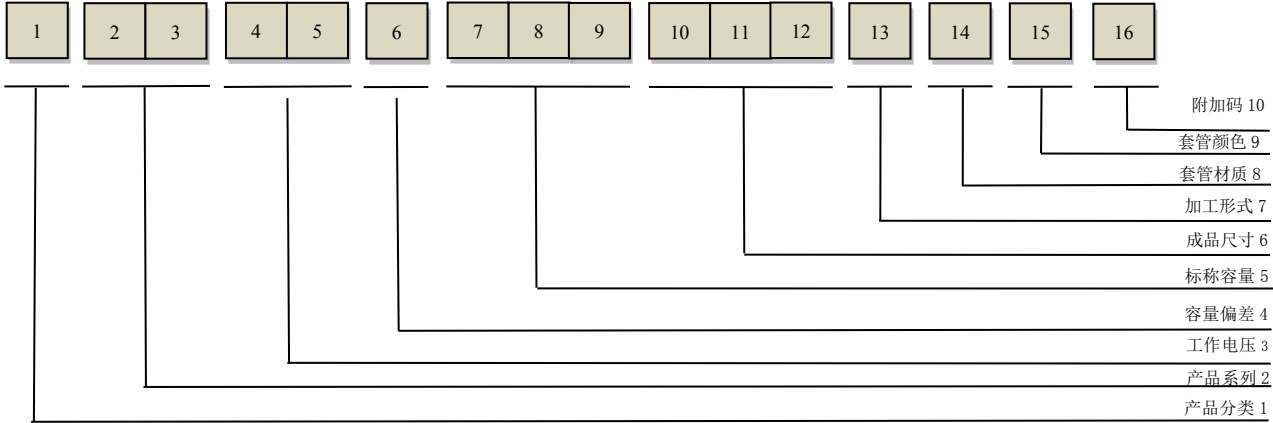 1 2 3 4 5 6 7 8 9 10 11 12 13 14 15 16
附加码 10
套管颜色 9
套管材质 8
加工形式 7
成品尺寸 6
标称容量 5
容量偏差 4
工作电压 3
产品系列 2
产品分类 1